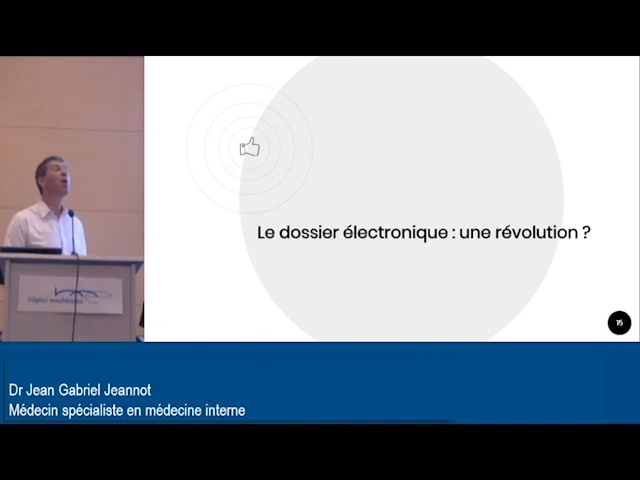 Le dossier électronique : une révolution ?
15
Dr Jean Gabriel Jeannot
Médecin spécialiste en médecine interne